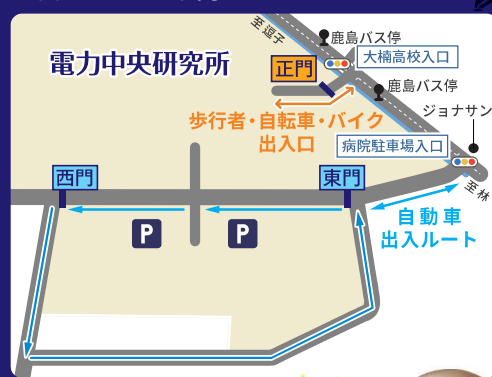 至逗子
鹿島バス停
大楠高校入口
電力中央研究所
正門
鹿島バス停
ジョナサン
歩行者・自転車・バイク
出入口
病院駐車場入口
西門
東門
至林
自動車
出入ルート
P
P